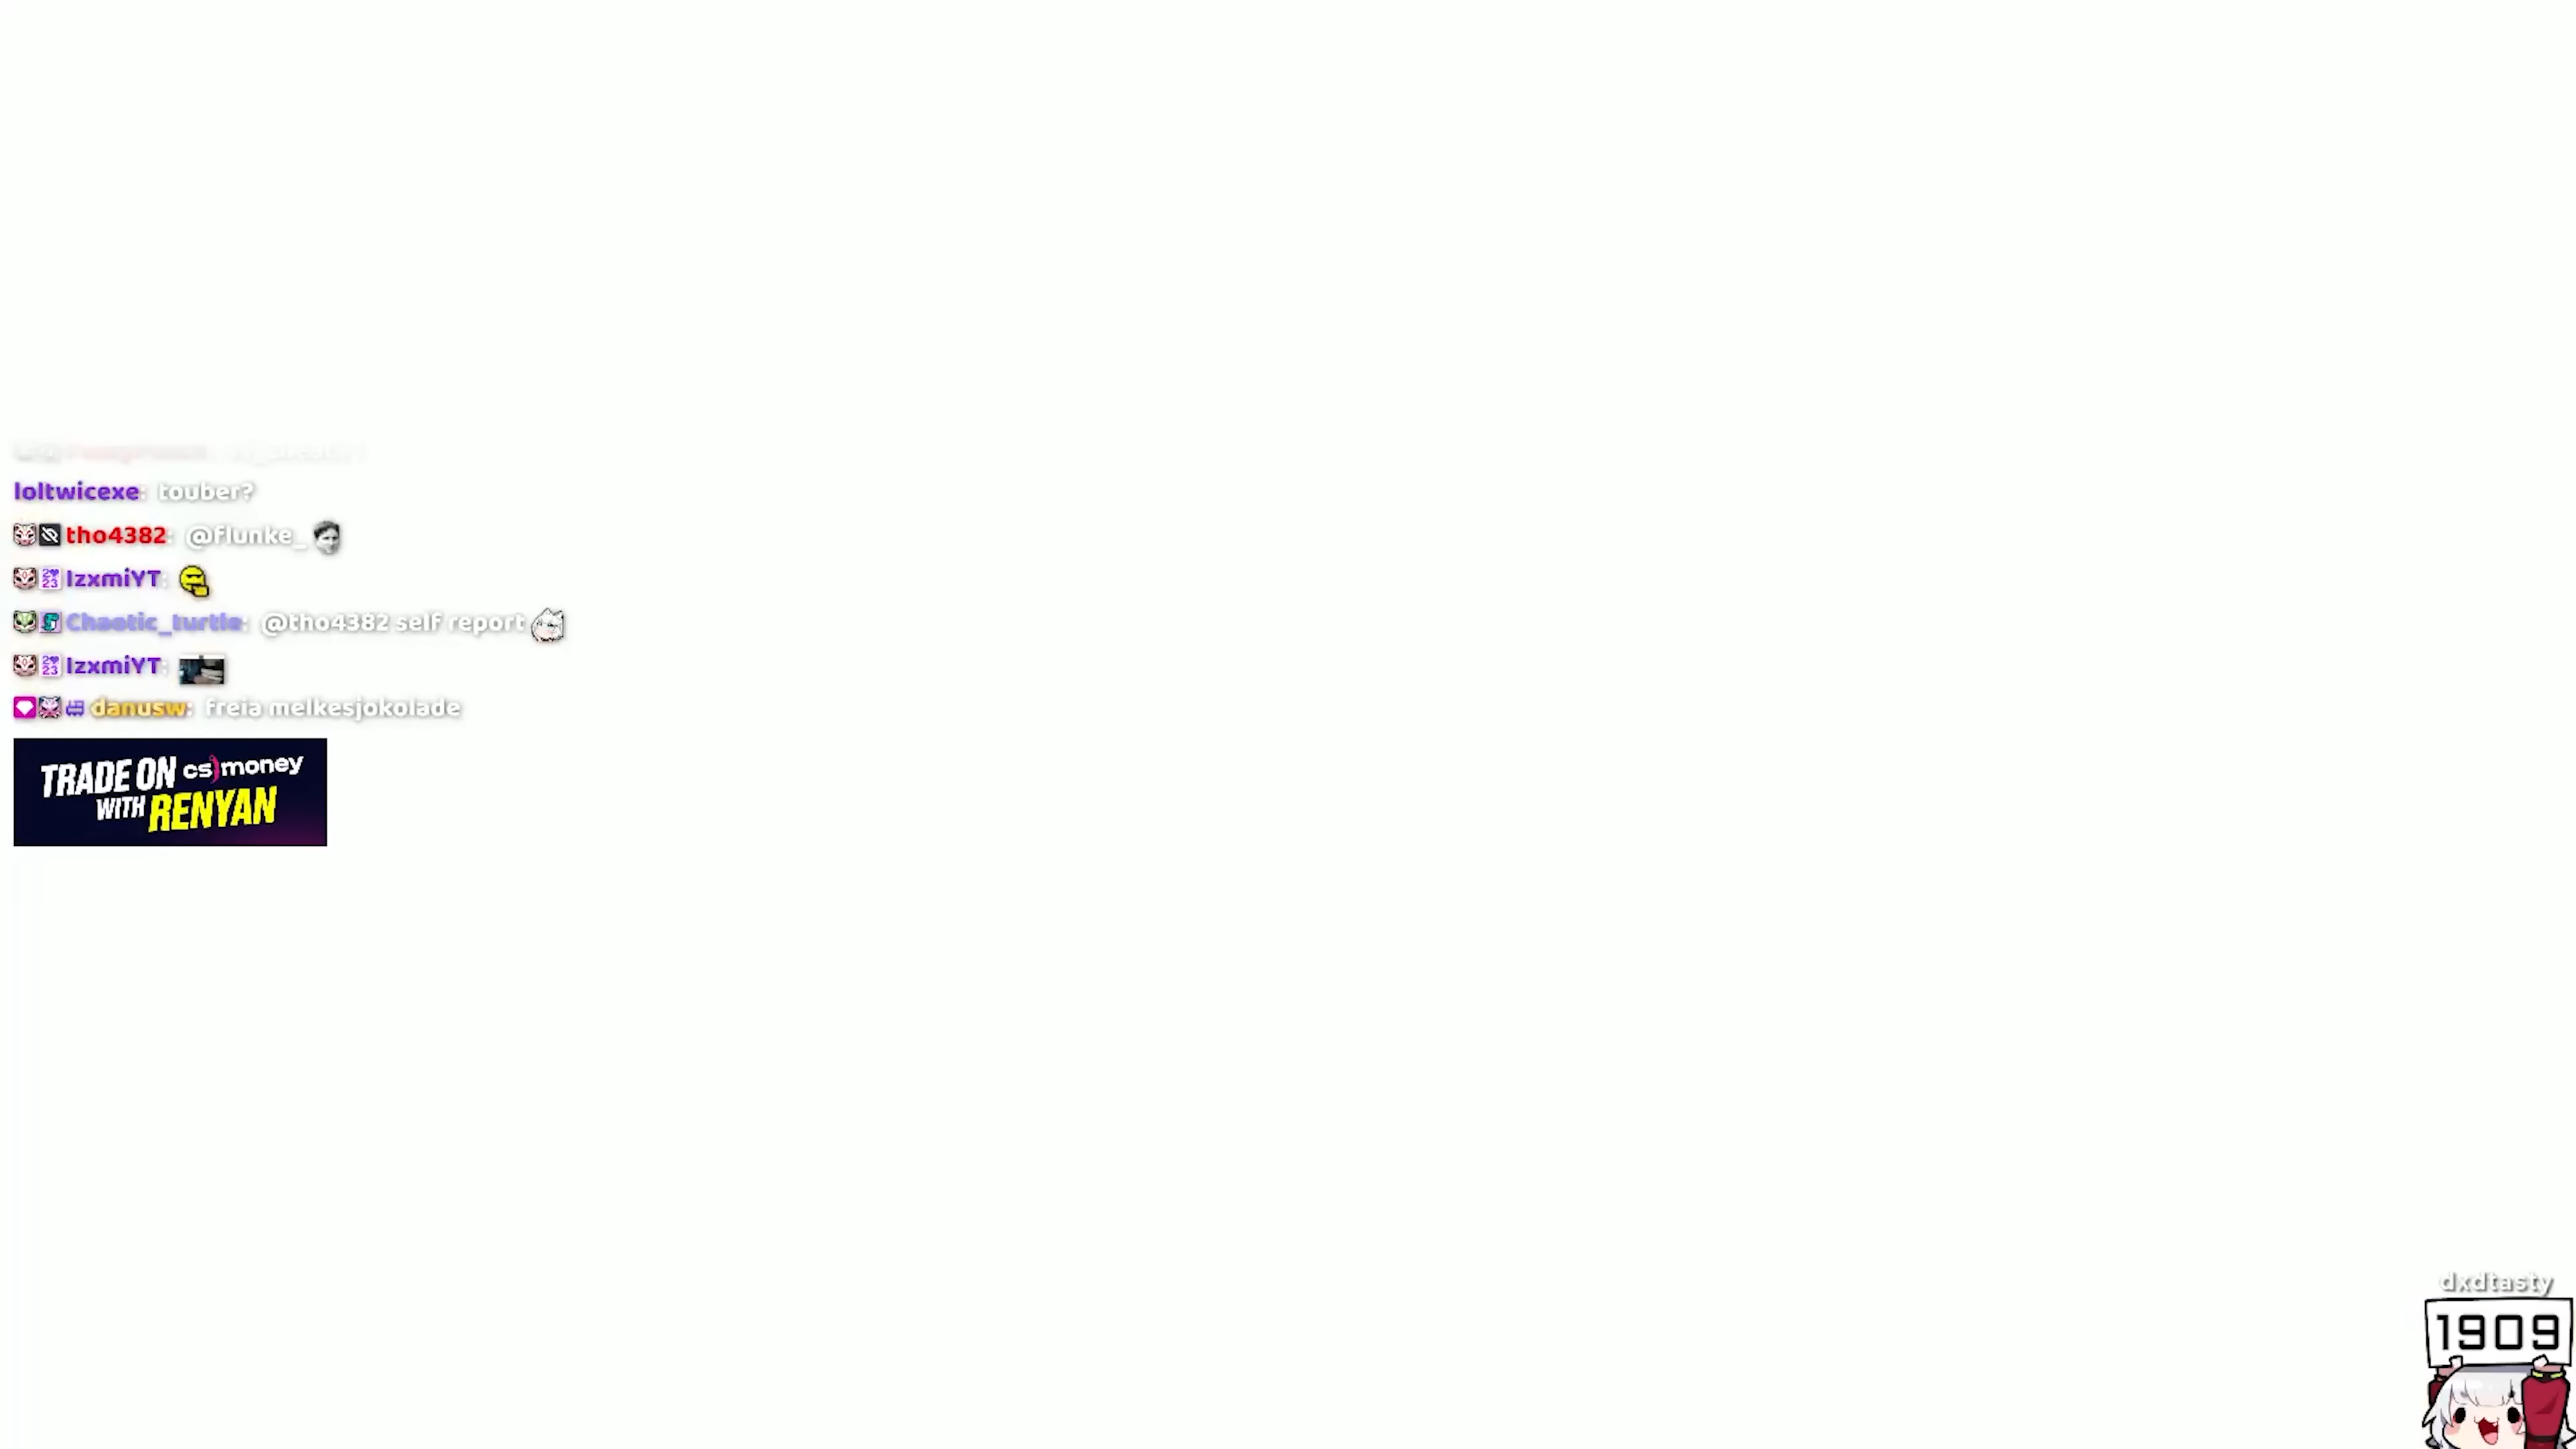 loltwicexe: touber?
tho4382: @flunke_
IzxmiYT:
Chaotic_turtle: @tho4382 self report
IzxmiYT:
danusw: freia melkesjokolade
TRADE ON cs money
WITH RENYAN
dxdtasty
1909